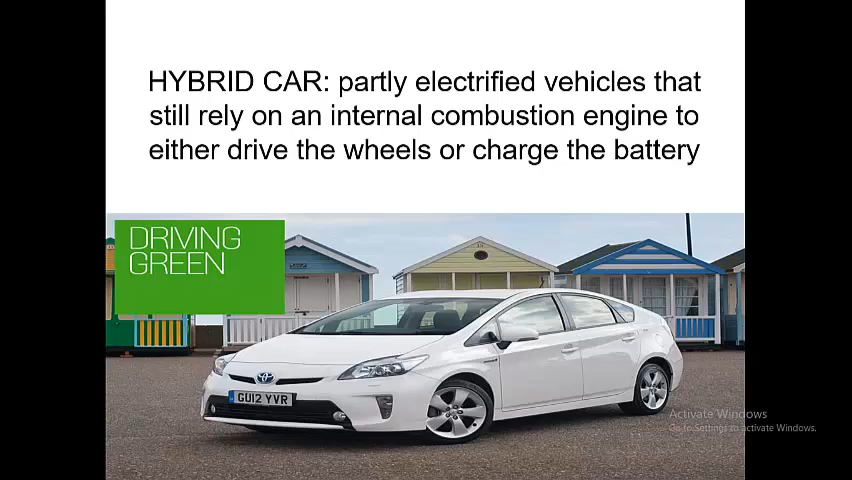 HYBRID CAR: partly electrified vehicles that
still rely on an internal combustion engine to
either drive the wheels or charge the battery
DRIVING
GREEN
GU12 YVR
Activate Windows
Go to Settings to activate Windows.